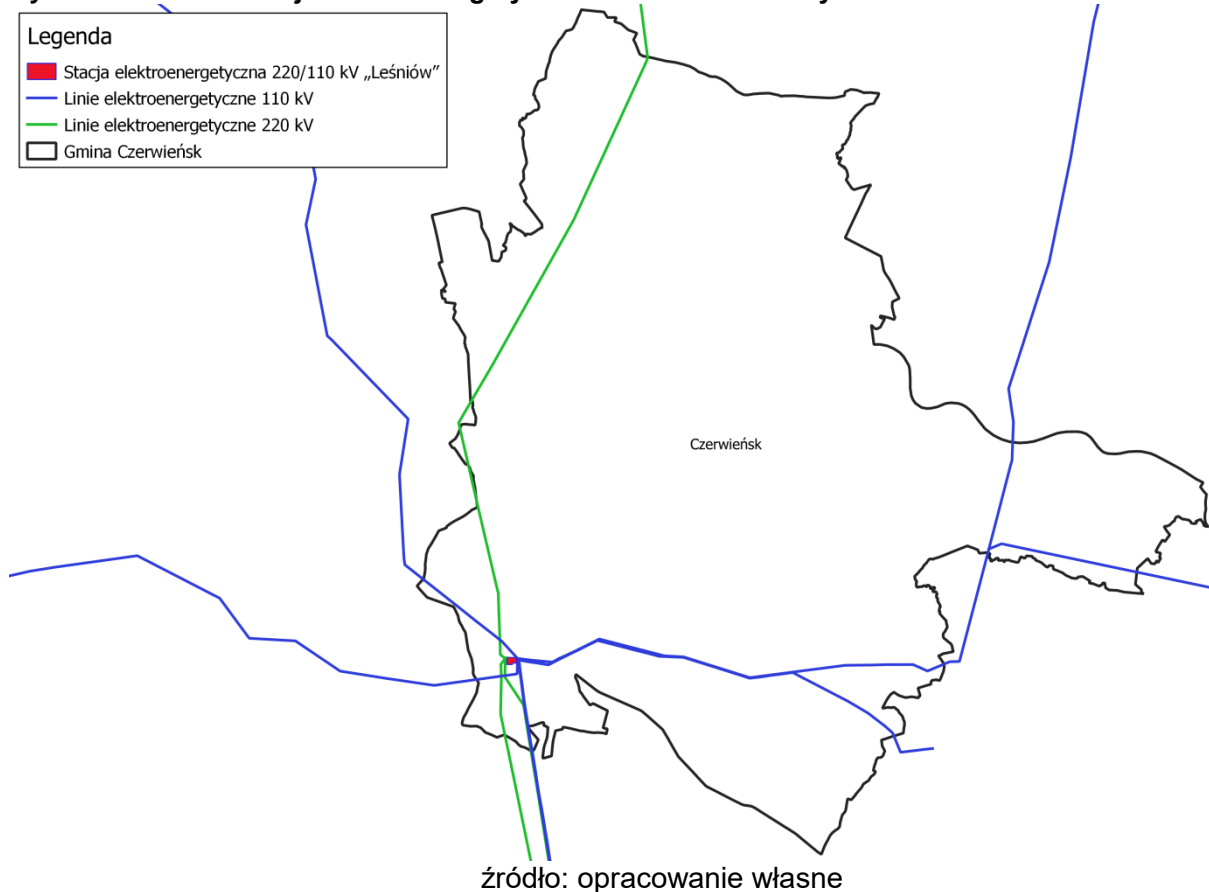 Legenda
Stacja elektroenergetyczna 220/110 kV „Leśniów”
Linie elektroenergetyczne 110 kV
Linie elektroenergetyczne 220 kV
Gmina Czerwieńsk
Czerwieńsk
źródło: opracowanie własne